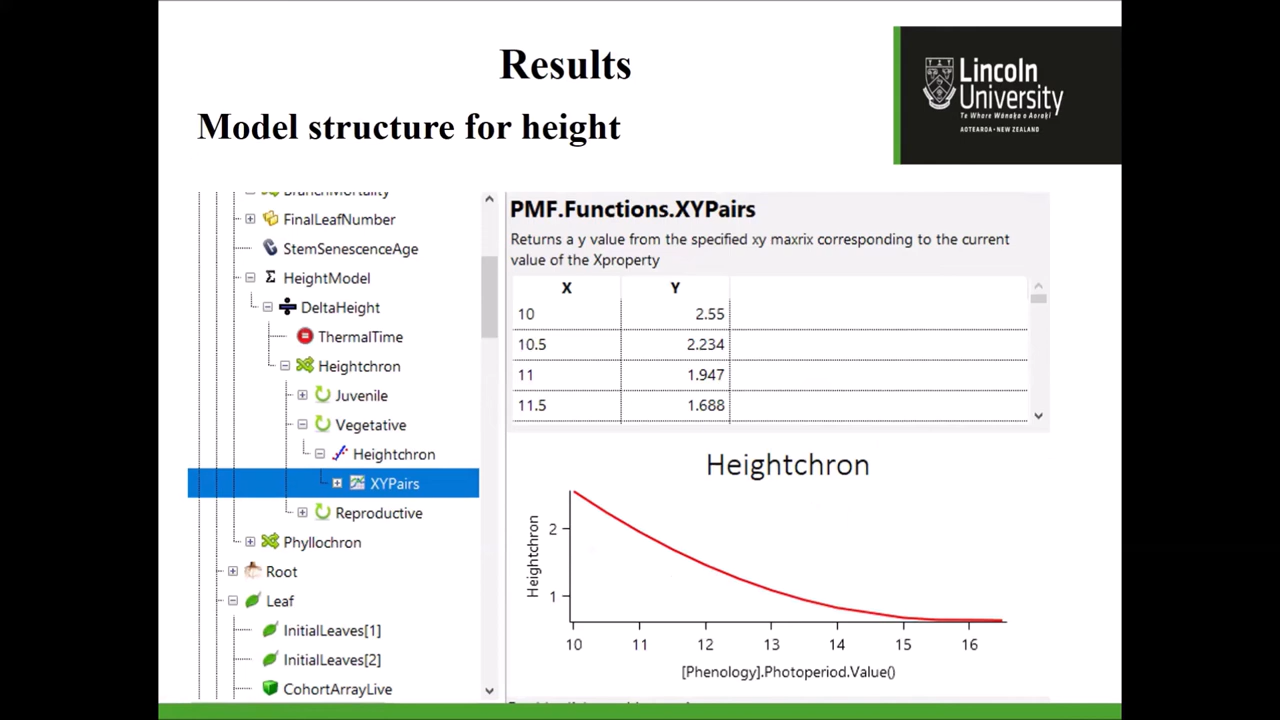 Results
Lincoln
University
Te Whare Wānaka o Aoraki
AOTEAROA • NEW ZEALAND
Model structure for height
BranchMortality
FinalLeafNumber
StemSenescenceAge
HeightModel
DeltaHeight
ThermalTime
Heightchron
Juvenile
Vegetative
Heightchron
XYPairs
Reproductive
Phyllochron
Root
Leaf
InitialLeaves[1]
InitialLeaves[2]
CohortArrayLive
PMF.Functions.XYPairs
Returns a y value from the specified xy maxrix corresponding to the current
value of the Xproperty
X Y
10 2.55
10.5 2.234
11 1.947
11.5 1.688
Heightchron
Heightchron
2
1
10 11 12 13 14 15 16
[Phenology].Photoperiod.Value()